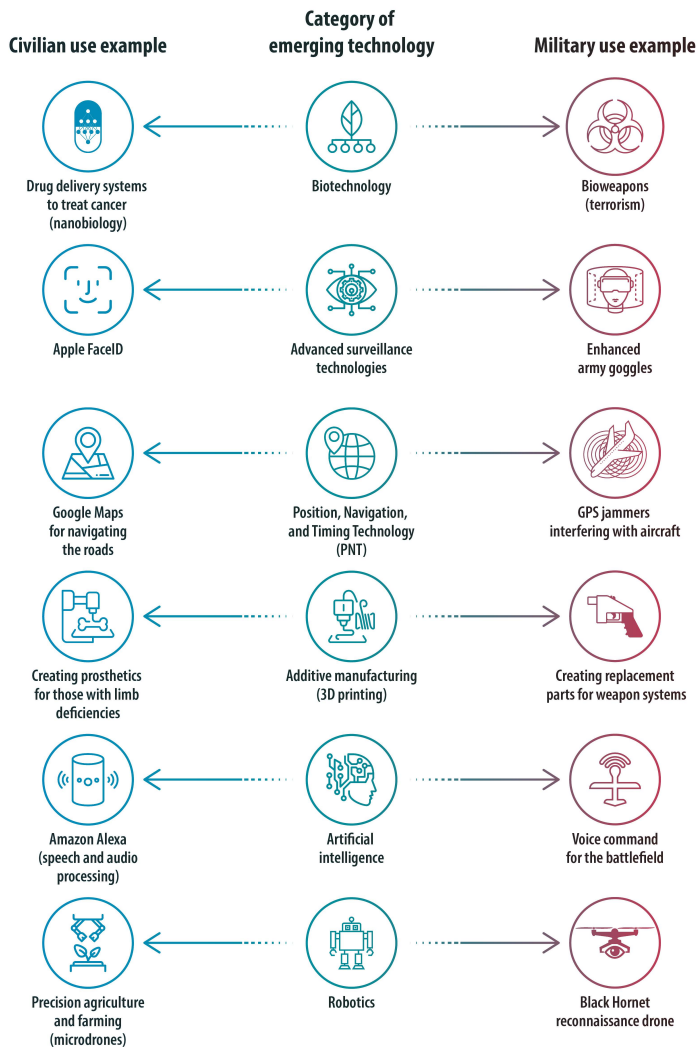 Civilian use example
Category of
emerging technology
Military use example
Drug delivery systems
to treat cancer
(nanobiology)
Biotechnology
Bioweapons
(terrorism)
Apple FaceID
Advanced surveillance
technologies
Enhanced
army goggles
Google Maps
for navigating
the roads
Position, Navigation,
and Timing Technology
(PNT)
GPS jammers
interfering with aircraft
Creating prosthetics
for those with limb
deficiencies
Additive manufacturing
(3D printing)
Creating replacement
parts for weapon systems
Amazon Alexa
(speech and audio
processing)
Artificial
intelligence
Voice command
for the battlefield
Precision agriculture
and farming
(microdrones)
Robotics
Black Hornet
reconnaissance drone